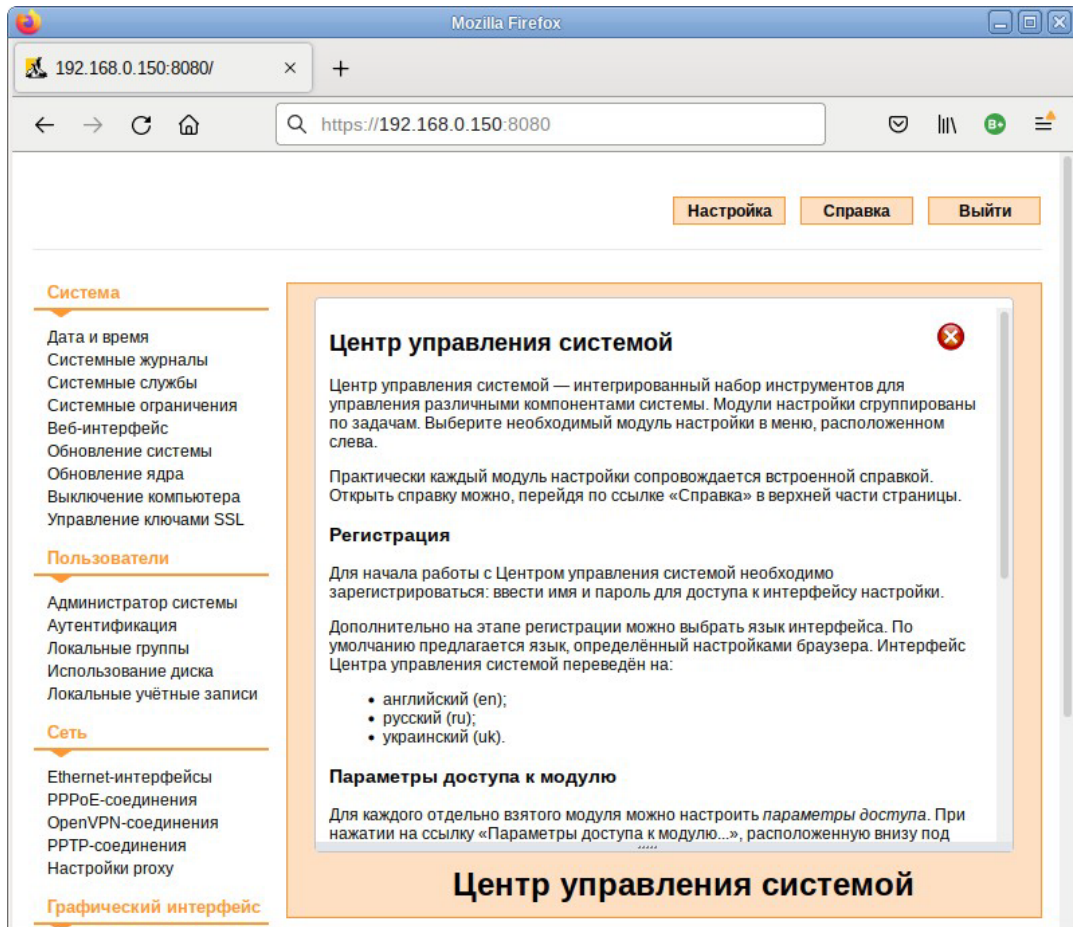 Mozilla Firefox
192.168.0.150:8080/
https://192.168.0.150:8080
Настройка
Справка
Выйти
Система
Дата и время
Системные журналы
Системные службы
Системные ограничения
Веб-интерфейс
Обновление системы
Обновление ядра
Выключение компьютера
Управление ключами SSL
Пользователи
Администратор системы
Аутентификация
Локальные группы
Использование диска
Локальные учётные записи
Сеть
Ethernet-интерфейсы
PPPoE-соединения
OpenVPN-соединения
PPTP-соединения
Настройки proxy
Графический интерфейс
Центр управления системой
Центр управления системой — интегрированный набор инструментов для
управления различными компонентами системы. Модули настройки сгруппированы
по задачам. Выберите необходимый модуль настройки в меню, расположенном
слева.
Практически каждый модуль настройки сопровождается встроенной справкой.
Открыть справку можно, перейдя по ссылке «Справка» в верхней части страницы.
Регистрация
Для начала работы с Центром управления системой необходимо
зарегистрироваться: ввести имя и пароль для доступа к интерфейсу настройки.
Дополнительно на этапе регистрации можно выбрать язык интерфейса. По
умолчанию предлагается язык, определённый настройками браузера. Интерфейс
Центра управления системой переведён на:
• английский (en);
• русский (ru);
• украинский (uk).
Параметры доступа к модулю
Для каждого отдельно взятого модуля можно настроить параметры доступа. При
нажатии на ссылку «Параметры доступа к модулю...», расположенную внизу под
Центр управления системой